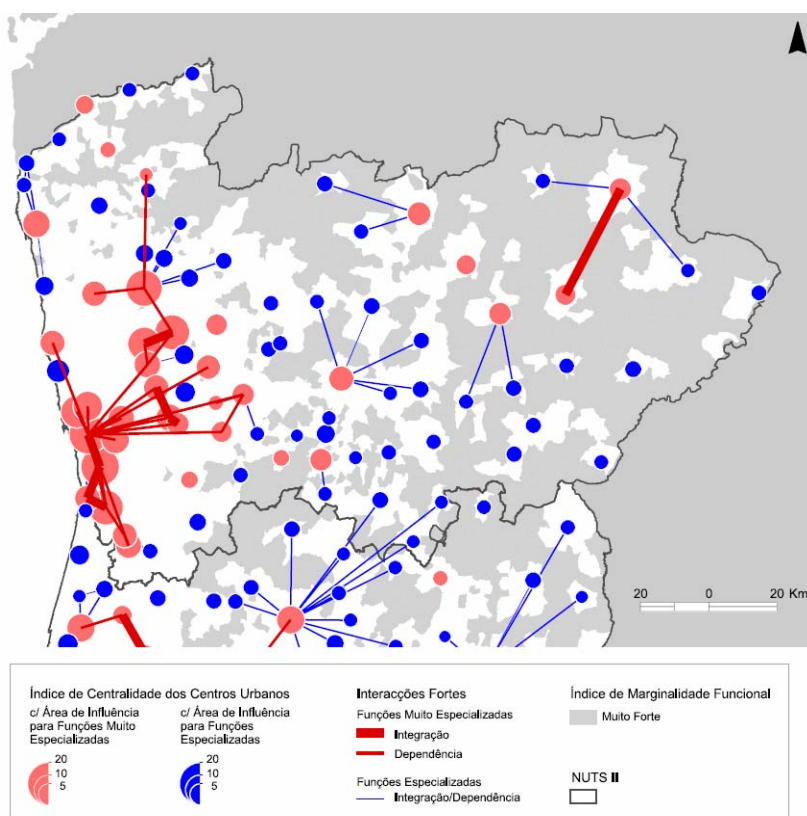 20 0 20 Km
Índice de Centralidade dos Centros Urbanos
c/ Área de Influência
para Funções Muito
Especializadas
20
10
5
c/ Área de Influência
para Funções
Especializadas
20
10
5
Interacções Fortes
Funções Muito Especializadas
Integração
Dependência
Funções Especializadas
Integração/Dependência
Índice de Marginalidade Funcional
Muito Forte
NUTS II